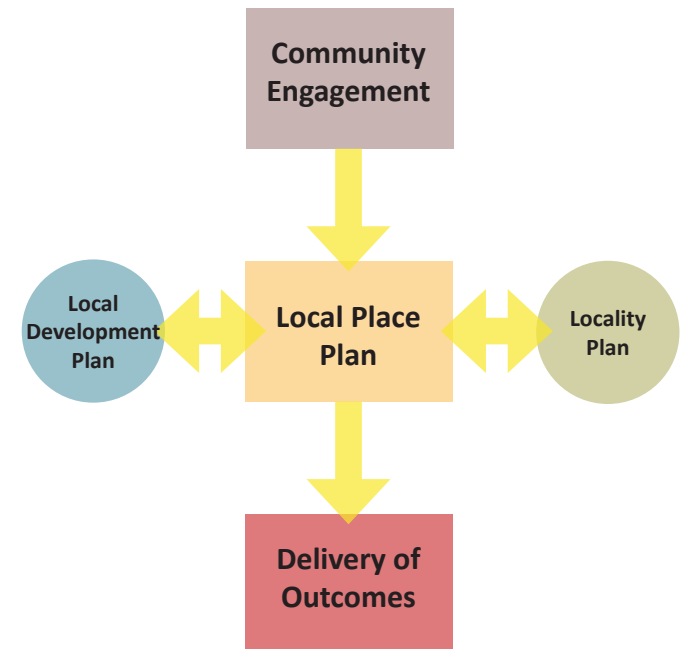 Community
Engagement
Local
Development
Plan
Local Place
Plan
Locality
Plan
Delivery of
Outcomes